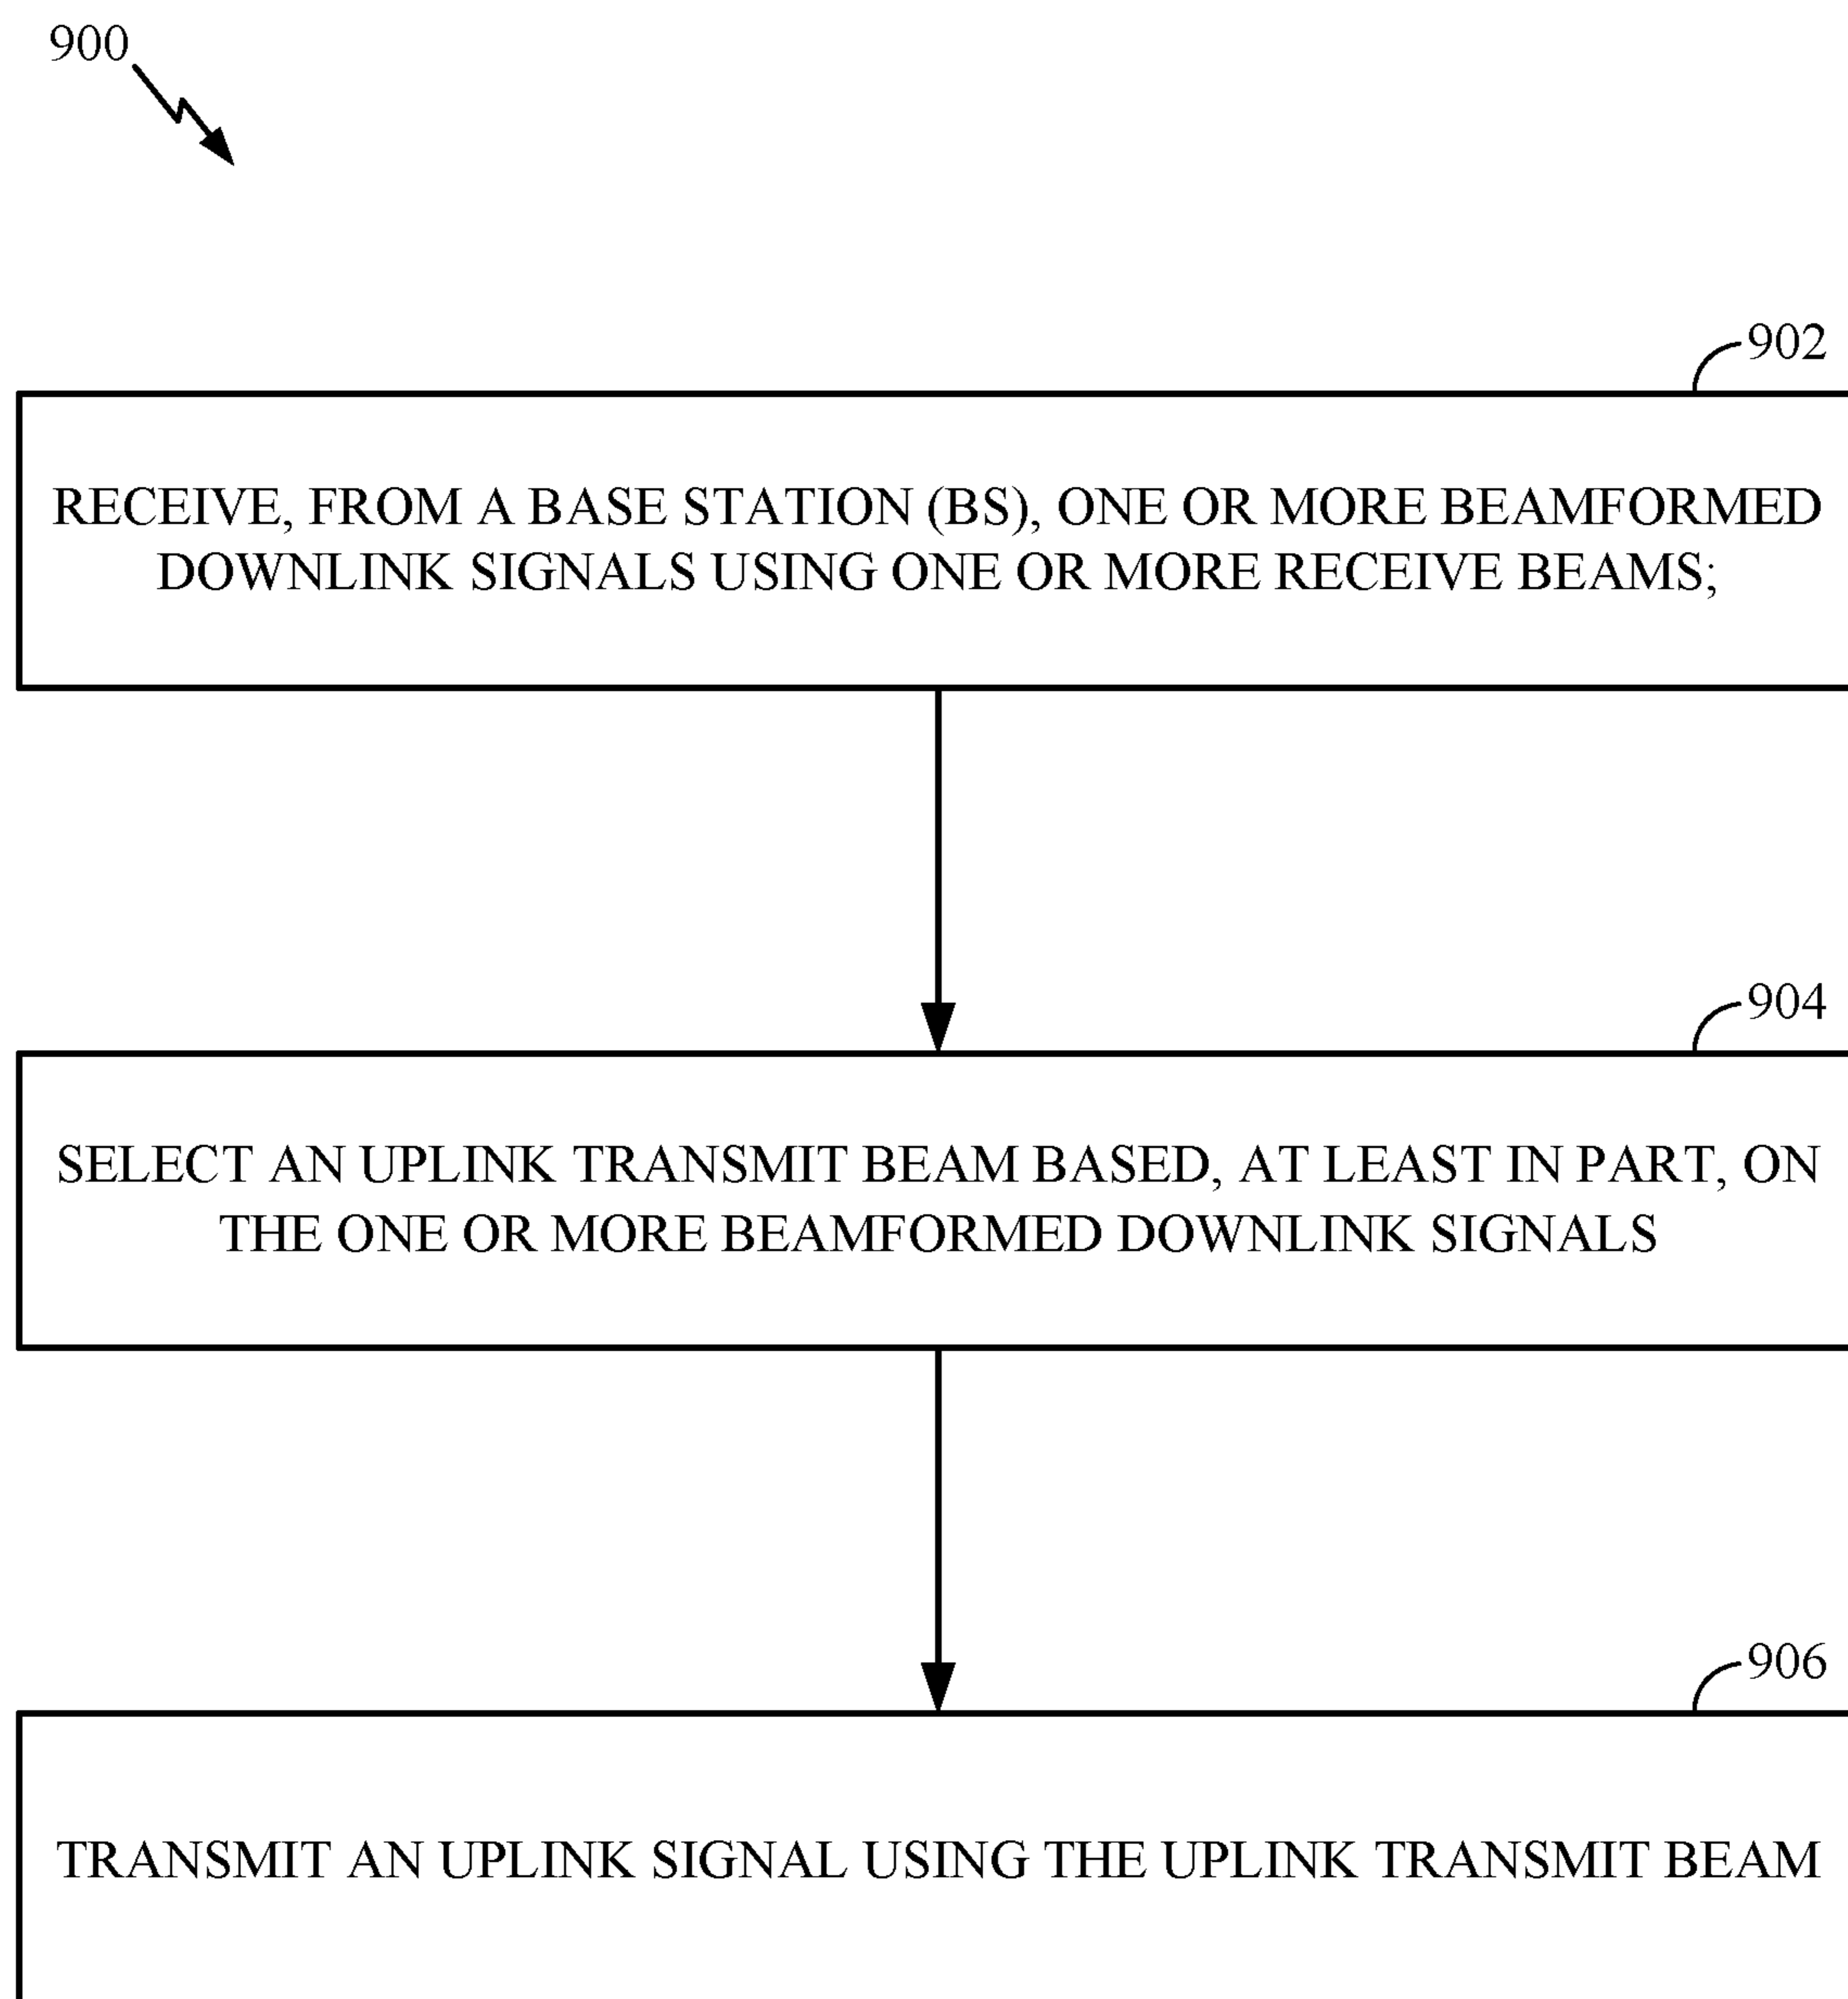 900
902
RECEIVE, FROM A BASE STATION (BS), ONE OR MORE BEAMFORMED
DOWNLINK SIGNALS USING ONE OR MORE RECEIVE BEAMS;
904
SELECT AN UPLINK TRANSMIT BEAM BASED, AT LEAST IN PART, ON
THE ONE OR MORE BEAMFORMED DOWNLINK SIGNALS
906
TRANSMIT AN UPLINK SIGNAL USING THE UPLINK TRANSMIT BEAM